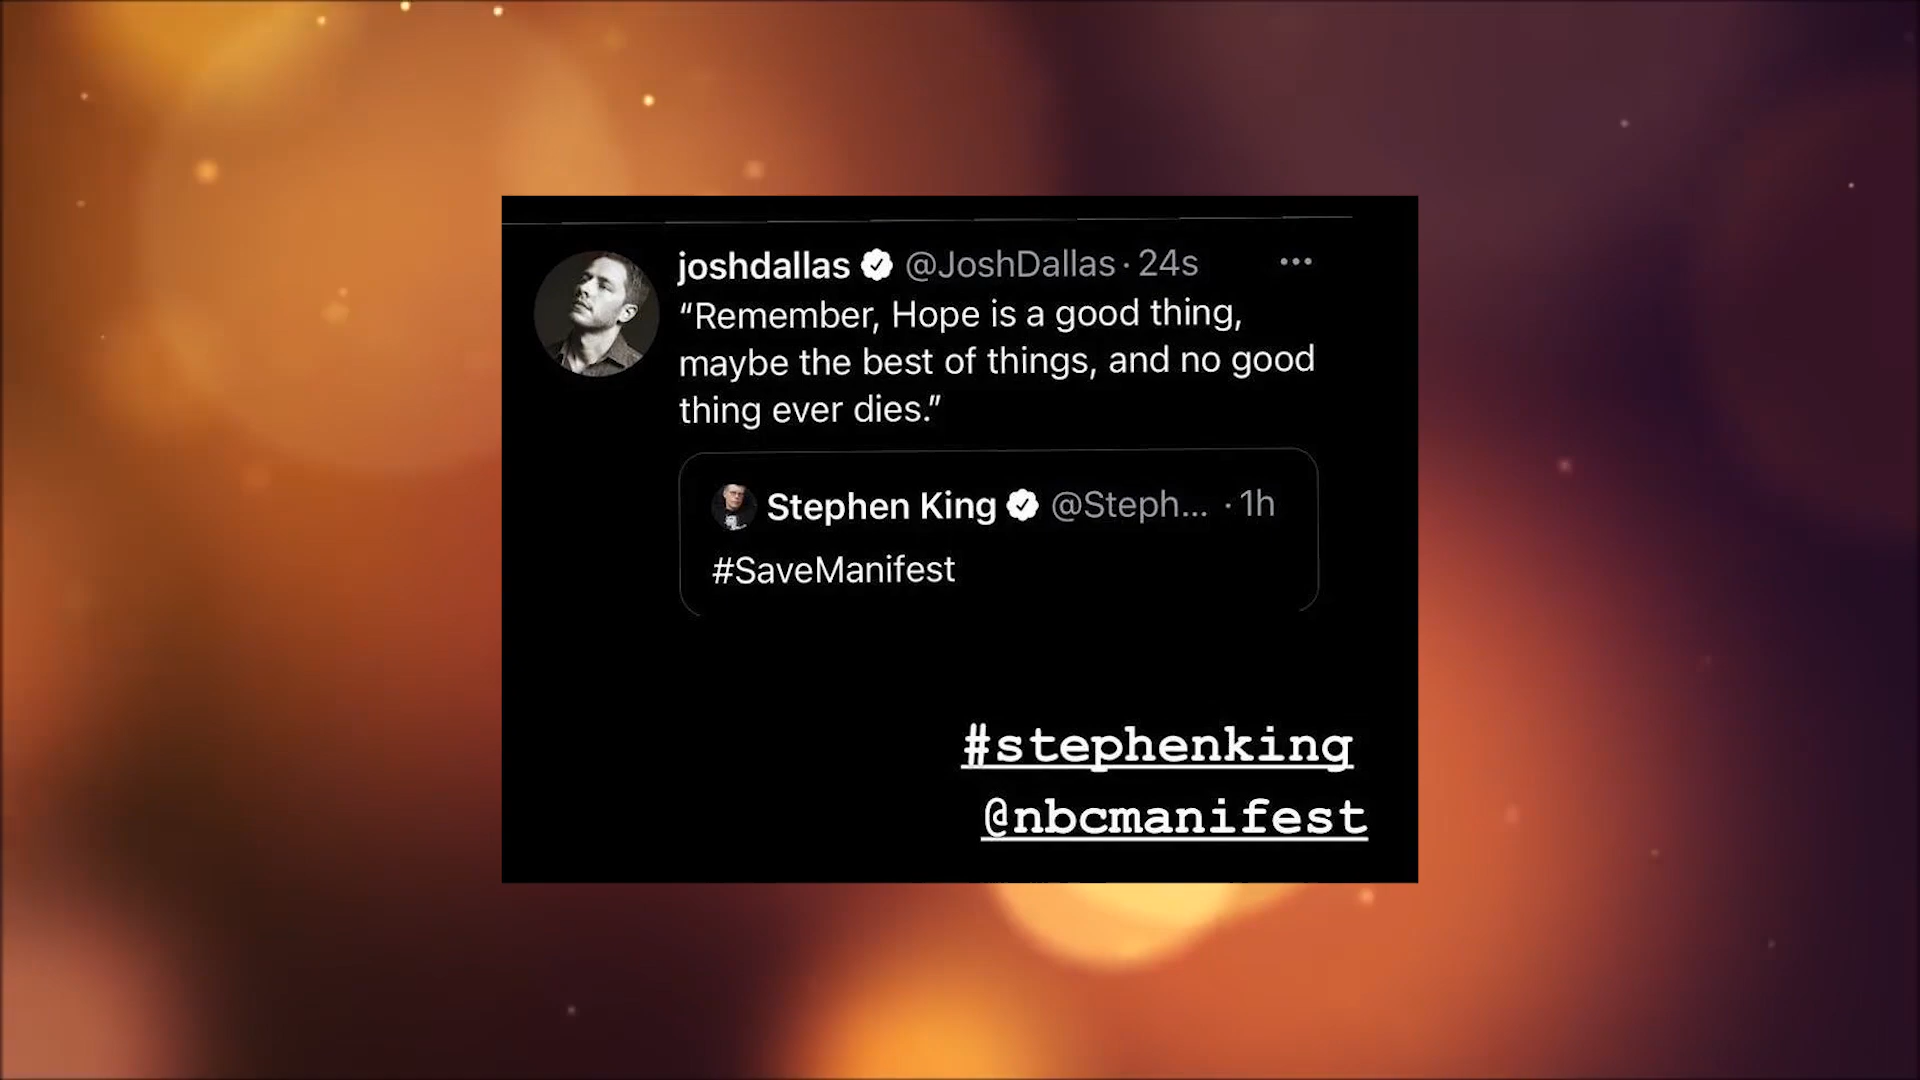 joshdallas @JoshDallas · 24s
“Remember, Hope is a good thing,
maybe the best of things, and no good
thing ever dies.”
Stephen King @Steph... · 1h
#SaveManifest
#stephenking
@nbcmanifest